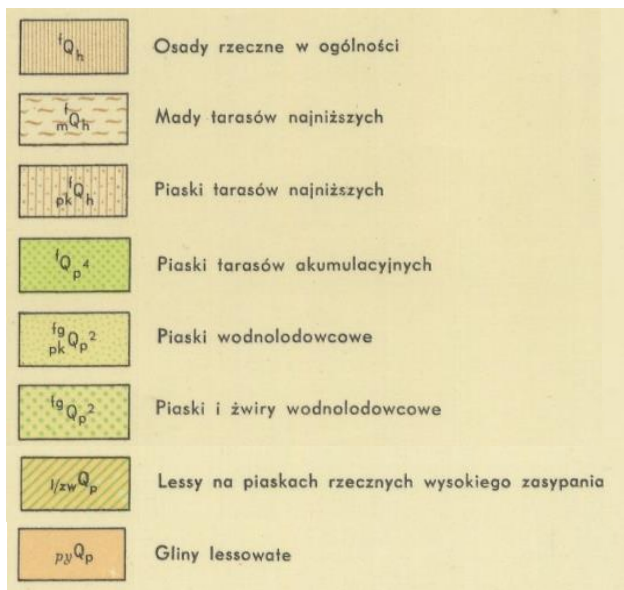 fQh Osady rzeczne w ogólności
f mQh Mady tarasów najniższych
f pkQh Piaski tarasów najniższych
fQp4 Piaski tarasów akumulacyjnych
fg pkQp2 Piaski wodnolodowcowe
fgQp2 Piaski i żwiry wodnolodowcowe
l/zwQp Lessy na piaskach rzecznych wysokiego zasypania
pyQp Gliny lessowate